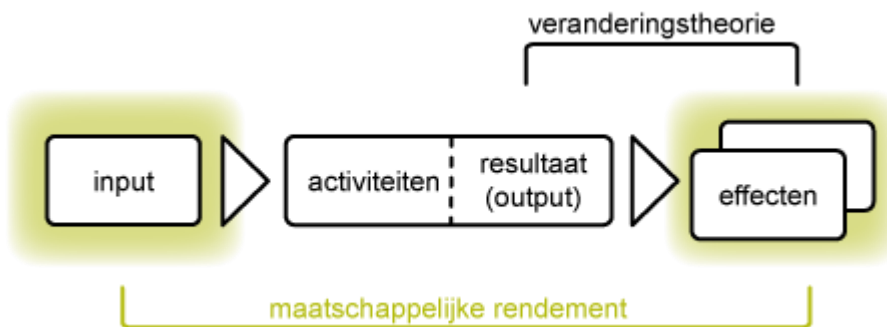 veranderingstheorie
input
activiteiten
resultaat
(output)
effecten
maatschappelijke rendement